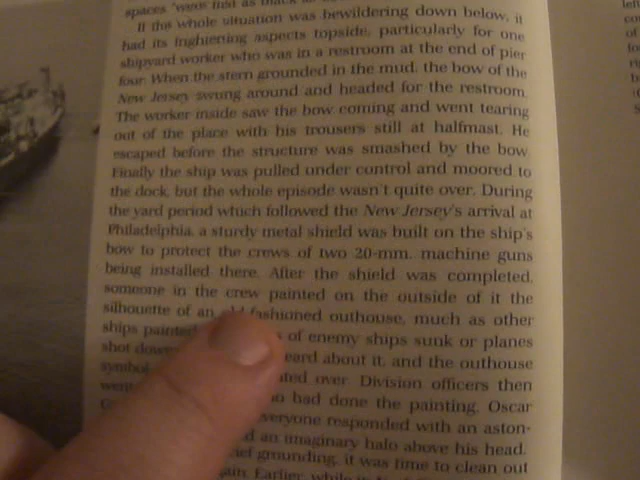 spaces "were just as black as
If the whole situation was bewildering down below, it
had its frightening aspects topside, particularly for one
shipyard worker who was in a restroom at the end of pier
four. When the stern grounded in the mud, the bow of the
New Jersey swung around and headed for the restroom.
The worker inside saw the bow coming and went tearing
out of the place with his trousers still at halfmast. He
escaped before the structure was smashed by the bow.
Finally the ship was pulled under control and moored to
the dock, but the whole episode wasn't quite over. During
the yard period which followed the New Jersey's arrival at
Philadelphia, a sturdy metal shield was built on the ship's
bow to protect the crews of two 20-mm. machine guns
being installed there. After the shield was completed,
someone in the crew painted on the outside of it the
silhouette of an old fashioned outhouse, much as other
ships painted of enemy ships sunk or planes
shot down eard about it, and the outhouse
symbol ted over. Division officers then
went o had done the painting. Oscar
veryone responded with an aston-
d an imaginary halo above his head.
ief grounding, it was time to clean out
ain. Earlier, while